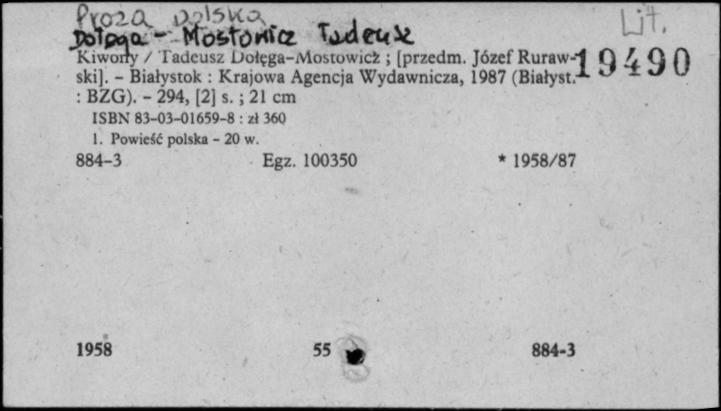 Proza polska
Lit.
Dołęga - Mostowicz Tadeusz
Kiwony / Tadeusz Dołęga-Mostowicz ; [przedm. Józef Ruraw-
19490
ski]. – Białystok : Krajowa Agencja Wydawnicza, 1987 (Białyst.
: BZG). – 294, [2] s. ; 21 cm
ISBN 83-03-01659-8 : zł 360
1. Powieść polska – 20 w.
884-3 Egz. 100350 * 1958/87
1958 55 884-3